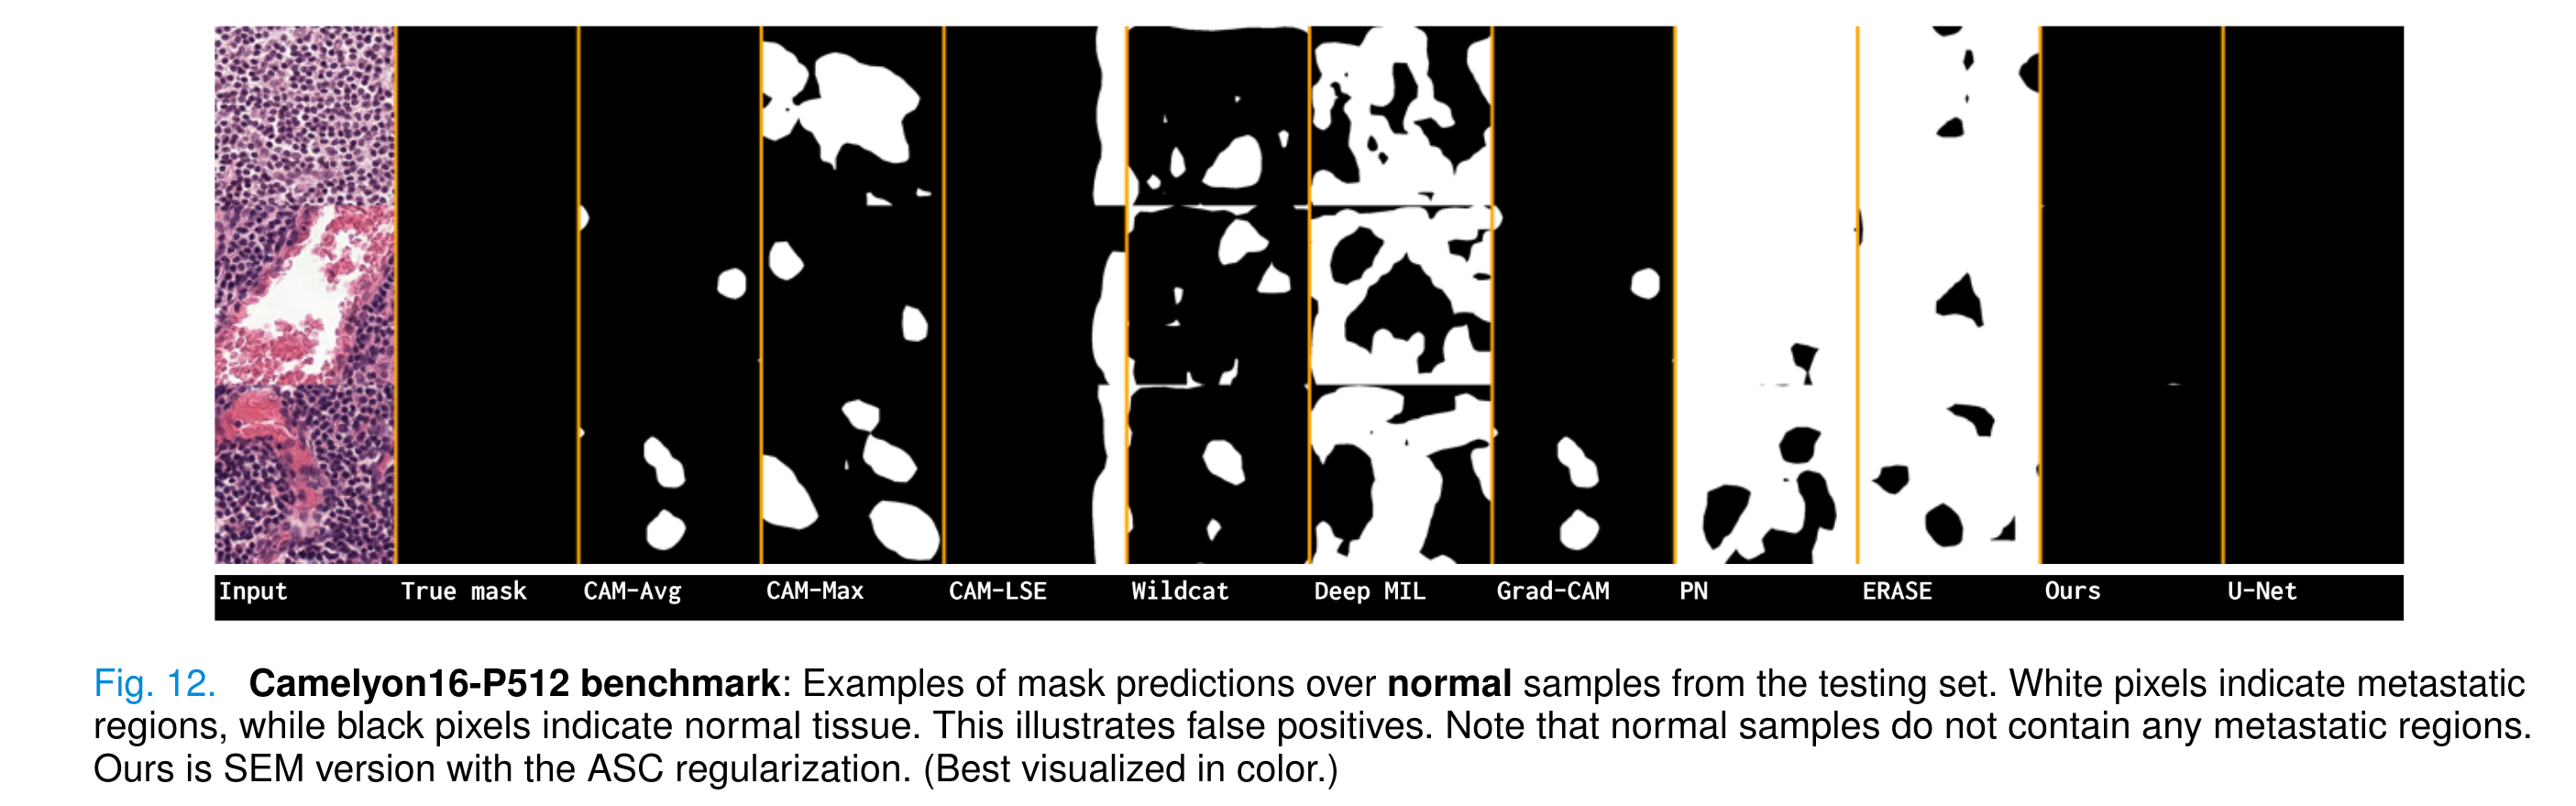 Input True mask CAM-Avg CAM-Max CAM-LSE Wildcat Deep MIL Grad-CAM PN ERASE Ours U-Net
Fig. 12. Camelyon16-P512 benchmark: Examples of mask predictions over normal samples from the testing set. White pixels indicate metastatic
regions, while black pixels indicate normal tissue. This illustrates false positives. Note that normal samples do not contain any metastatic regions.
Ours is SEM version with the ASC regularization. (Best visualized in color.)